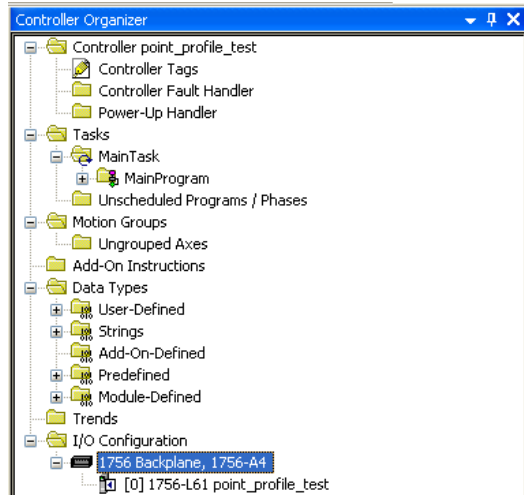 Controller Organizer
Controller point_profile_test
Controller Tags
Controller Fault Handler
Power-Up Handler
Tasks
MainTask
MainProgram
Unscheduled Programs / Phases
Motion Groups
Ungrouped Axes
Add-On Instructions
Data Types
User-Defined
Strings
Add-On-Defined
Predefined
Module-Defined
Trends
I/O Configuration
1756 Backplane, 1756-A4
[0] 1756-L61 point_profile_test